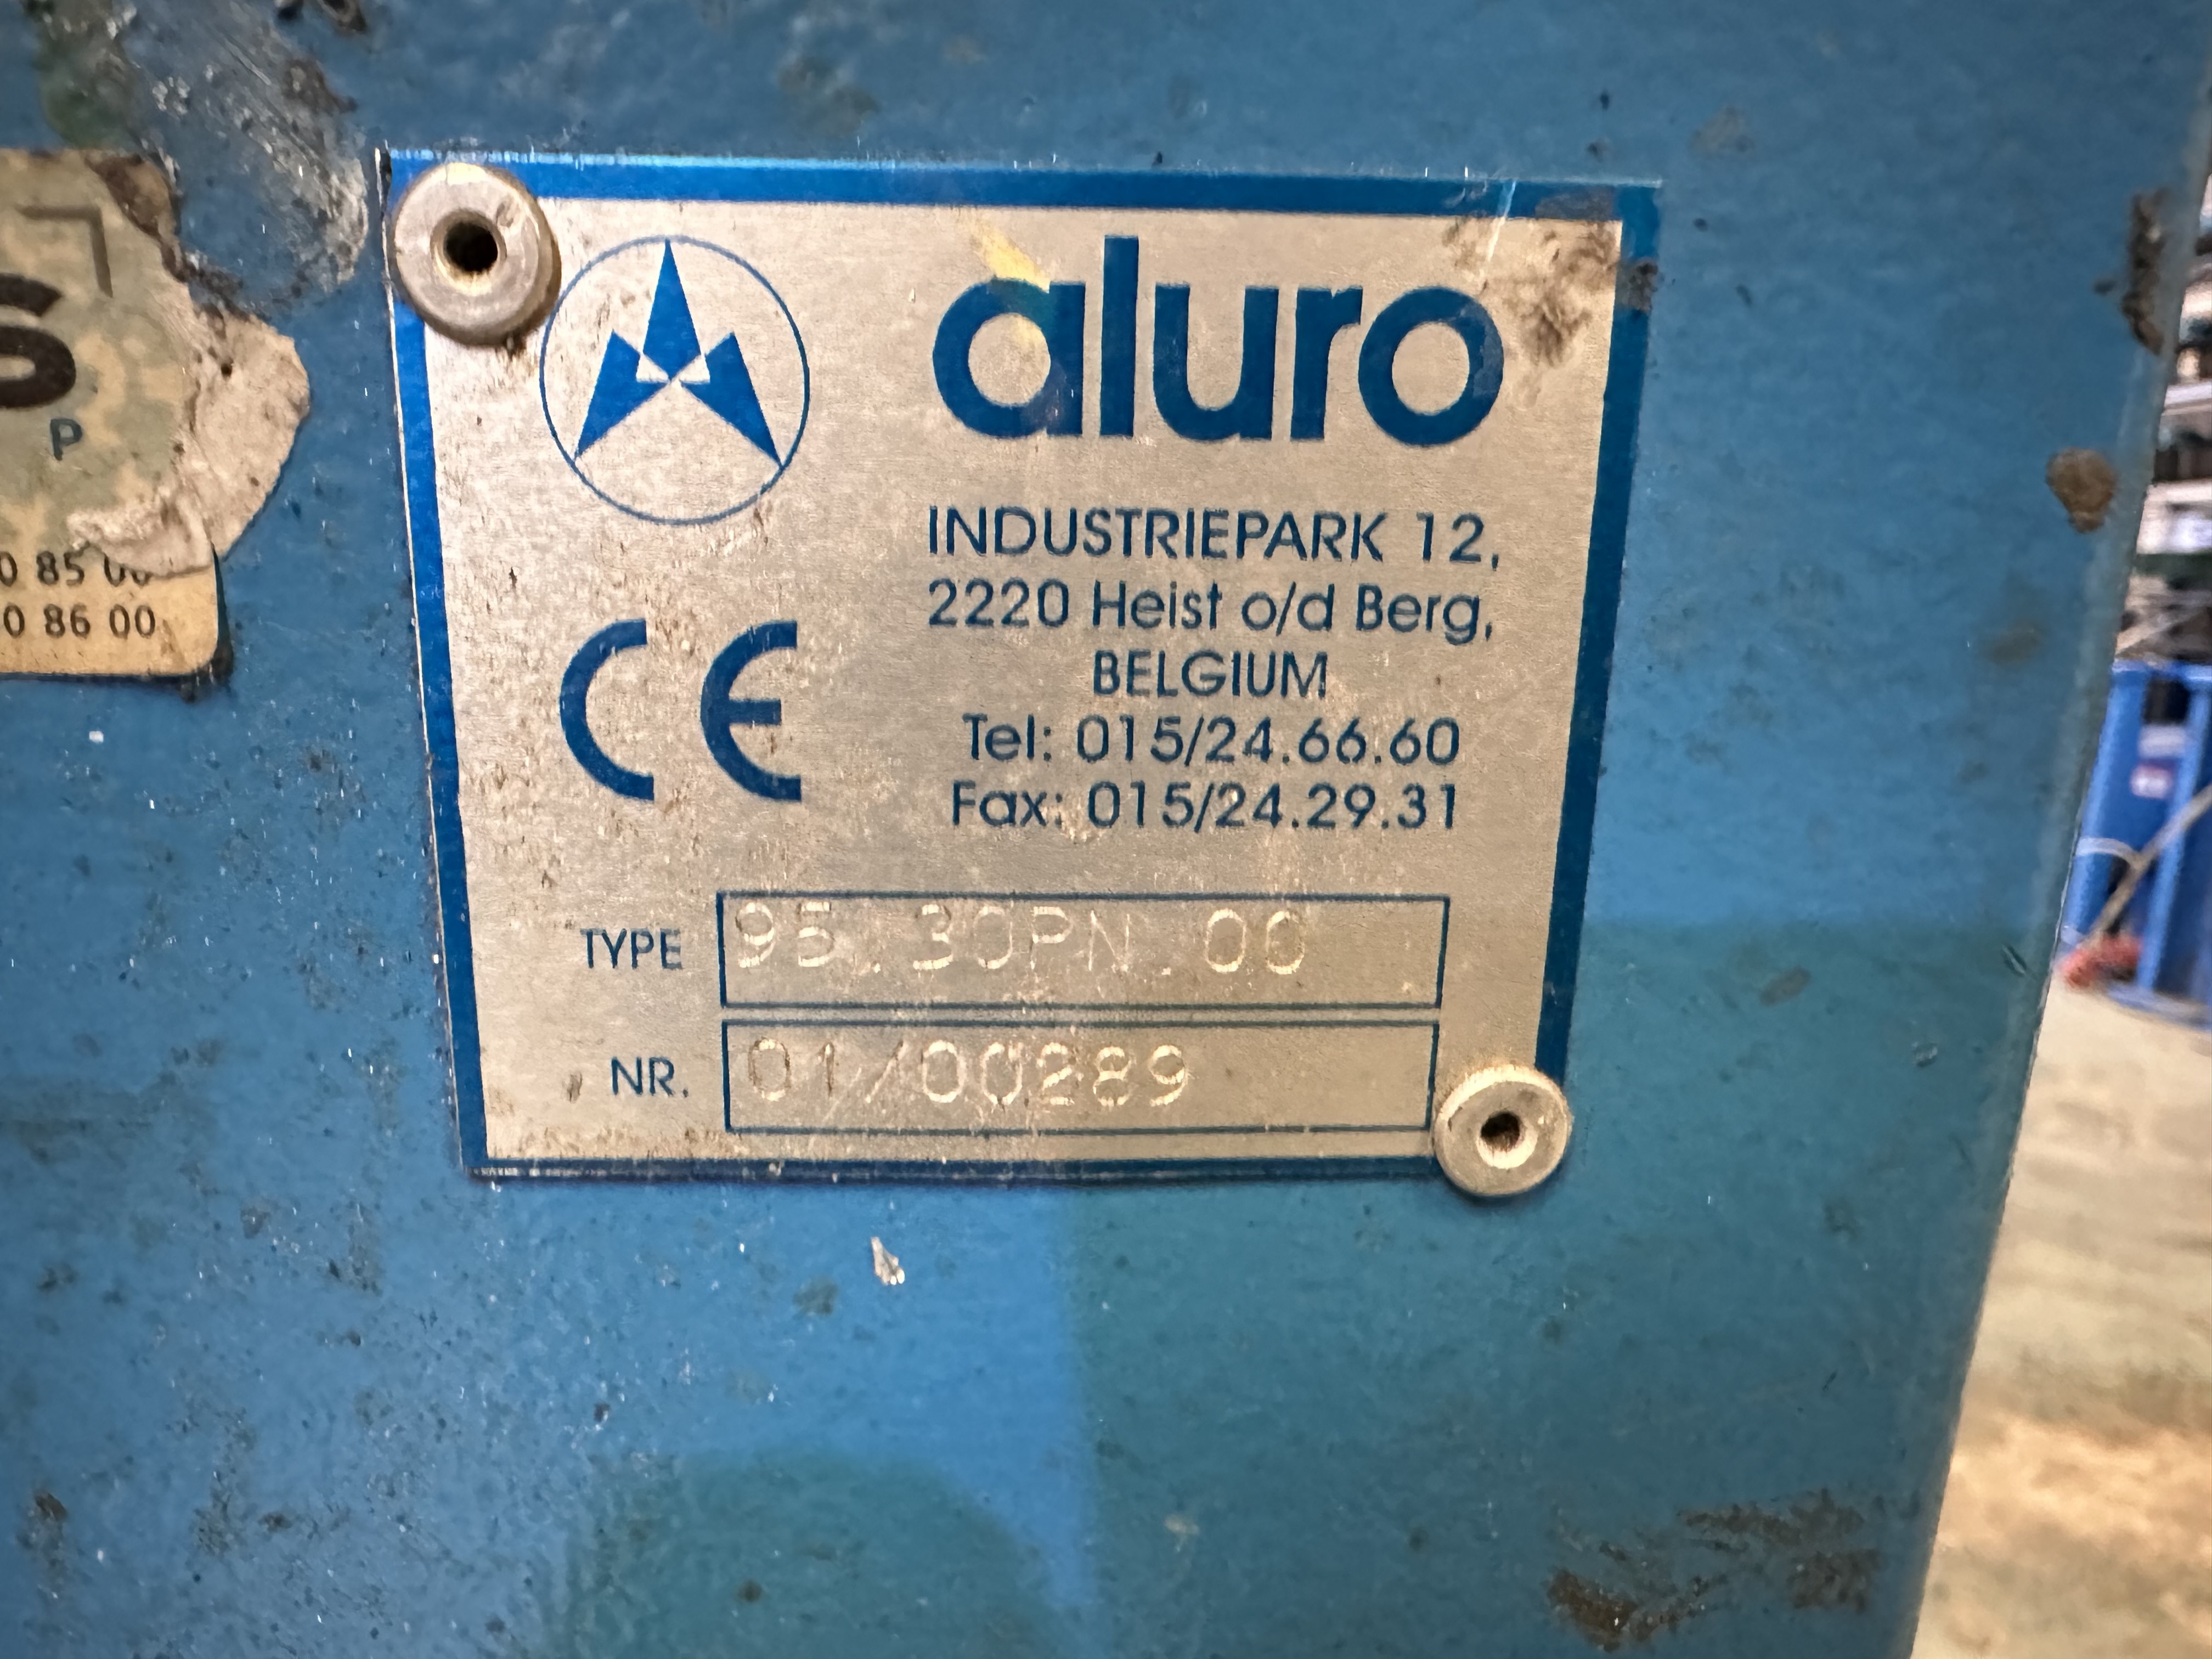 aluro
INDUSTRIEPARK 12,
2220 Heist o/d Berg,
BELGIUM
Tel: 015/24.66.60
Fax: 015/24.29.31
CE
TYPE 95.30PN.00
NR. 01/00289
S
P
0 85 00
0 86 00